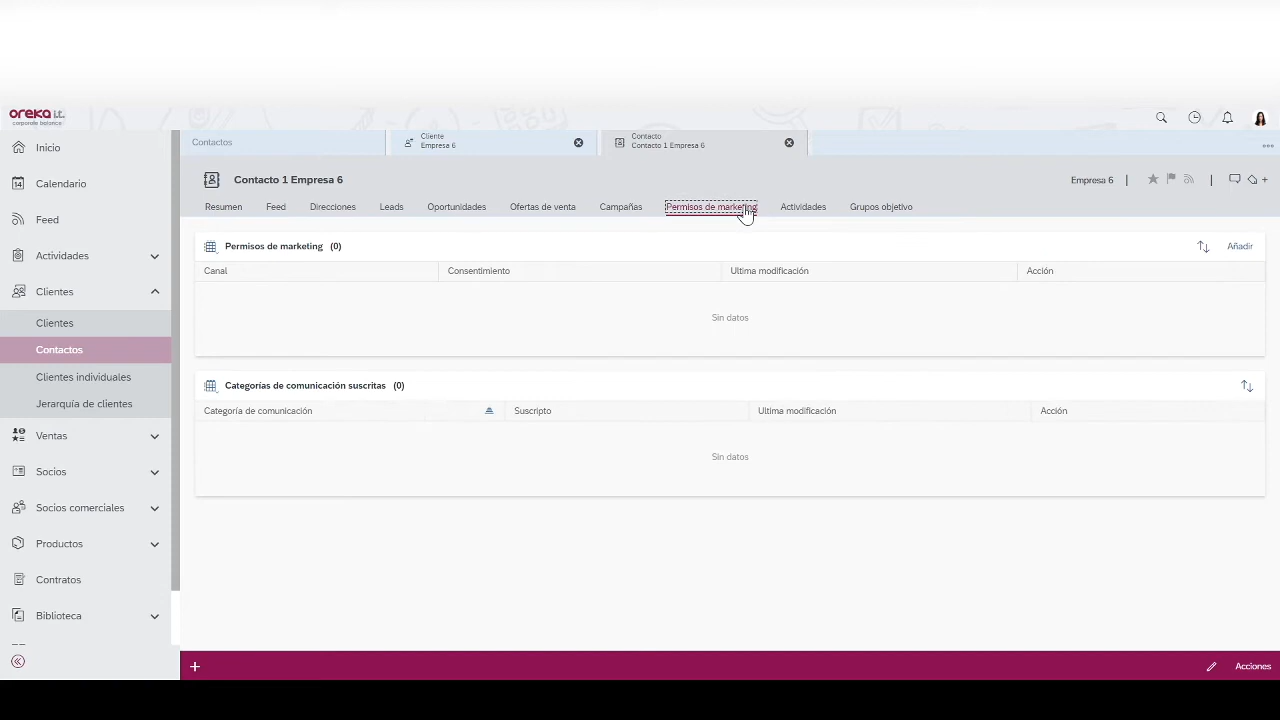 oreka i.t.
corporate balance
Inicio
14
Calendario
Feed
Actividades
Clientes
Clientes
Contactos
Clientes individuales
Jerarquía de clientes
Ventas
Socios
Socios comerciales
Productos
Contratos
Biblioteca
Contactos
Cliente
Empresa 6
Contacto
Contacto 1 Empresa 6
Contacto 1 Empresa 6
Empresa 6
Resumen Feed Direcciones Leads Oportunidades Ofertas de venta Campañas Permisos de marketing Actividades Grupos objetivo
Permisos de marketing (0)
Añadir
Canal Consentimiento Ultima modificación Acción
Sin datos
Categorías de comunicación suscritas (0)
Categoría de comunicación Suscripto Ultima modificación Acción
Sin datos
Acciones